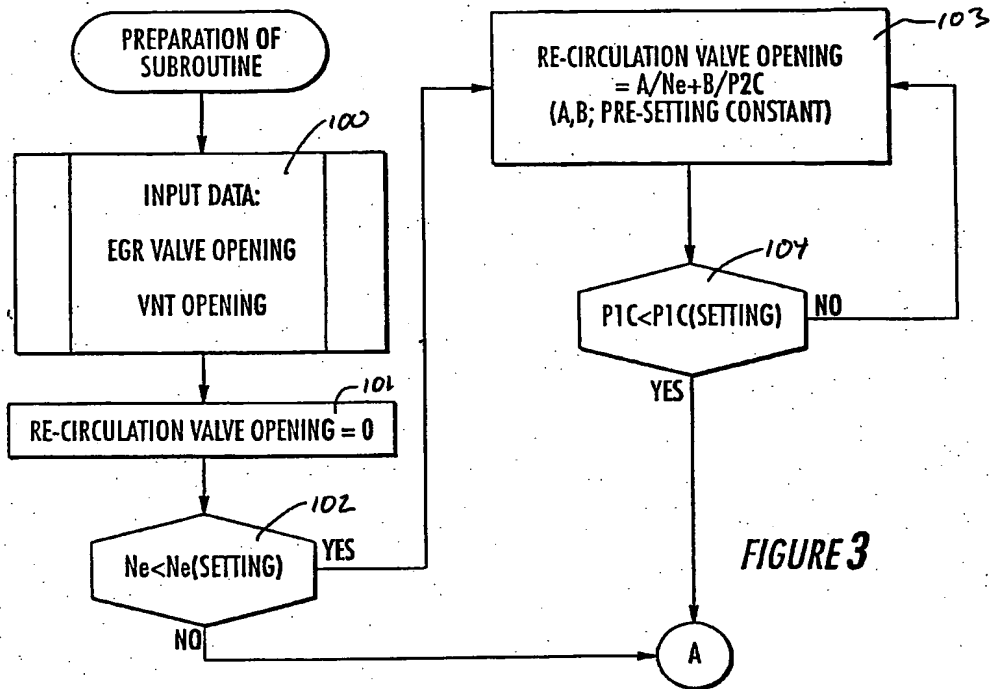 PREPARATION OF
SUBROUTINE
100
INPUT DATA:
EGR VALVE OPENING
VNT OPENING
101
RE-CIRCULATION VALVE OPENING = 0
102
Ne<Ne(SETTING)
YES
NO
103
RE-CIRCULATION VALVE OPENING
= A/Ne+B/P2C
(A,B; PRE-SETTING CONSTANT)
104
P1C<P1C(SETTING)
NO
YES
A
FIGURE 3